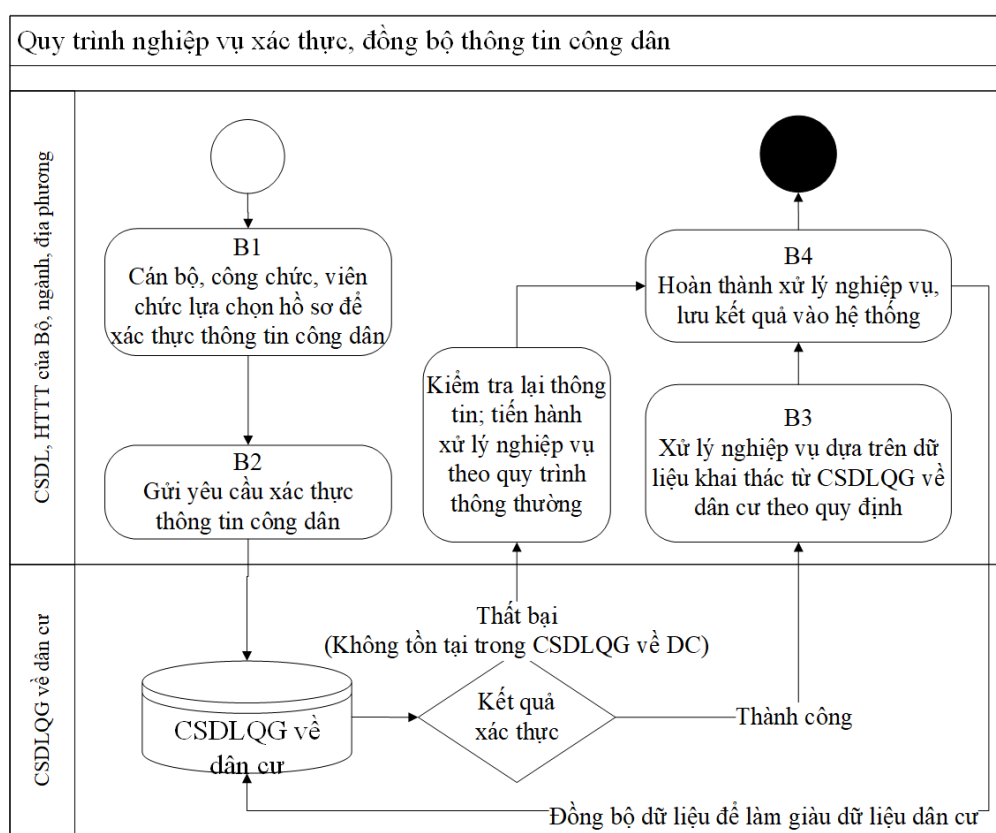 Quy trình nghiệp vụ xác thực, đồng bộ thông tin công dân
CSDL, HTTT của Bộ, ngành, địa phương
B1
Cán bộ, công chức, viên
chức lựa chọn hồ sơ để
xác thực thông tin công dân
B2
Gửi yêu cầu xác thực
thông tin công dân
Kiểm tra lại thông
tin; tiến hành
xử lý nghiệp vụ
theo quy trình
thông thường
B4
Hoàn thành xử lý nghiệp vụ,
lưu kết quả vào hệ thống
B3
Xử lý nghiệp vụ dựa trên dữ
liệu khai thác từ CSDLQG về
dân cư theo quy định
CSDLQG về dân cư
CSDLQG về
dân cư
Thất bại
(Không tồn tại trong CSDLQG về DC)
Kết quả
xác thực
Thành công
Đồng bộ dữ liệu để làm giàu dữ liệu dân cư